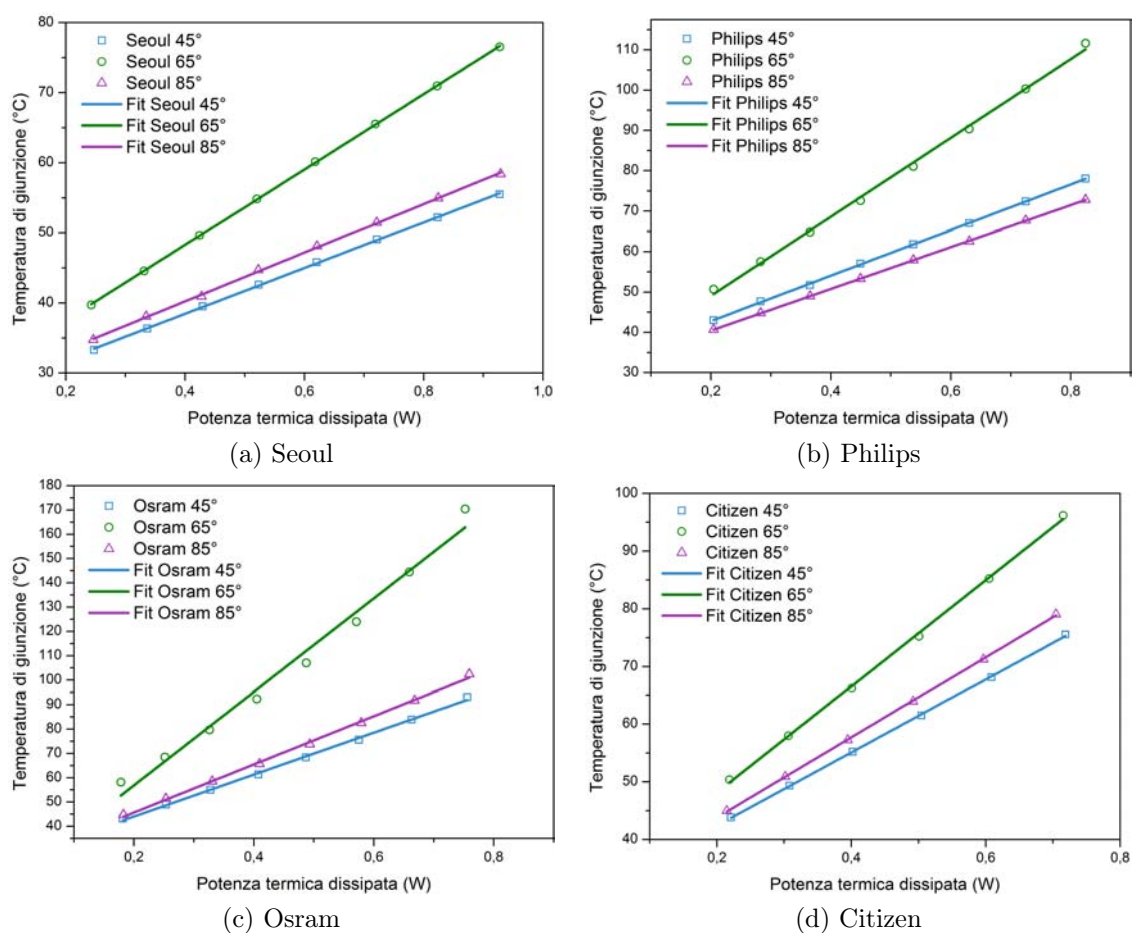 80
70
60
50
40
30
0,2
0,4
0,6
0,8
1,0
Temperatura di giunzione (°C)
Potenza termica dissipata (W)
Seoul 45°
Seoul 65°
Seoul 85°
Fit Seoul 45°
Fit Seoul 65°
Fit Seoul 85°
(a) Seoul
110
100
90
80
70
60
50
40
30
0,2
0,4
0,6
0,8
Temperatura di giunzione (°C)
Potenza termica dissipata (W)
Philips 45°
Philips 65°
Philips 85°
Fit Philips 45°
Fit Philips 65°
Fit Philips 85°
(b) Philips
180
170
160
150
140
130
120
110
100
90
80
70
60
50
40
0,2
0,4
0,6
0,8
Temperatura di giunzione (°C)
Potenza termica dissipata (W)
Osram 45°
Osram 65°
Osram 85°
Fit Osram 45°
Fit Osram 65°
Fit Osram 85°
(c) Osram
100
90
80
70
60
50
40
0,2
0,4
0,6
0,8
Temperatura di giunzione (°C)
Potenza termica dissipata (W)
Citizen 45°
Citizen 65°
Citizen 85°
Fit Citizen 45°
Fit Citizen 65°
Fit Citizen 85°
(d) Citizen